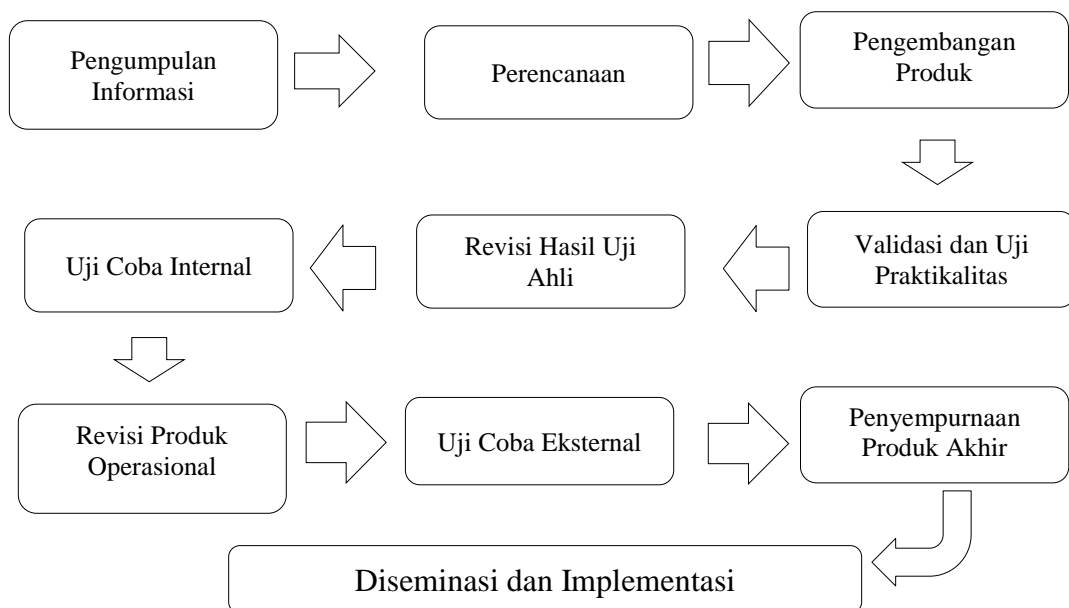 Pengumpulan
Informasi
Perencanaan
Pengembangan
Produk
Validasi dan Uji
Praktikalitas
Revisi Hasil Uji
Ahli
Uji Coba Internal
Revisi Produk
Operasional
Uji Coba Eksternal
Penyempurnaan
Produk Akhir
Diseminasi dan Implementasi